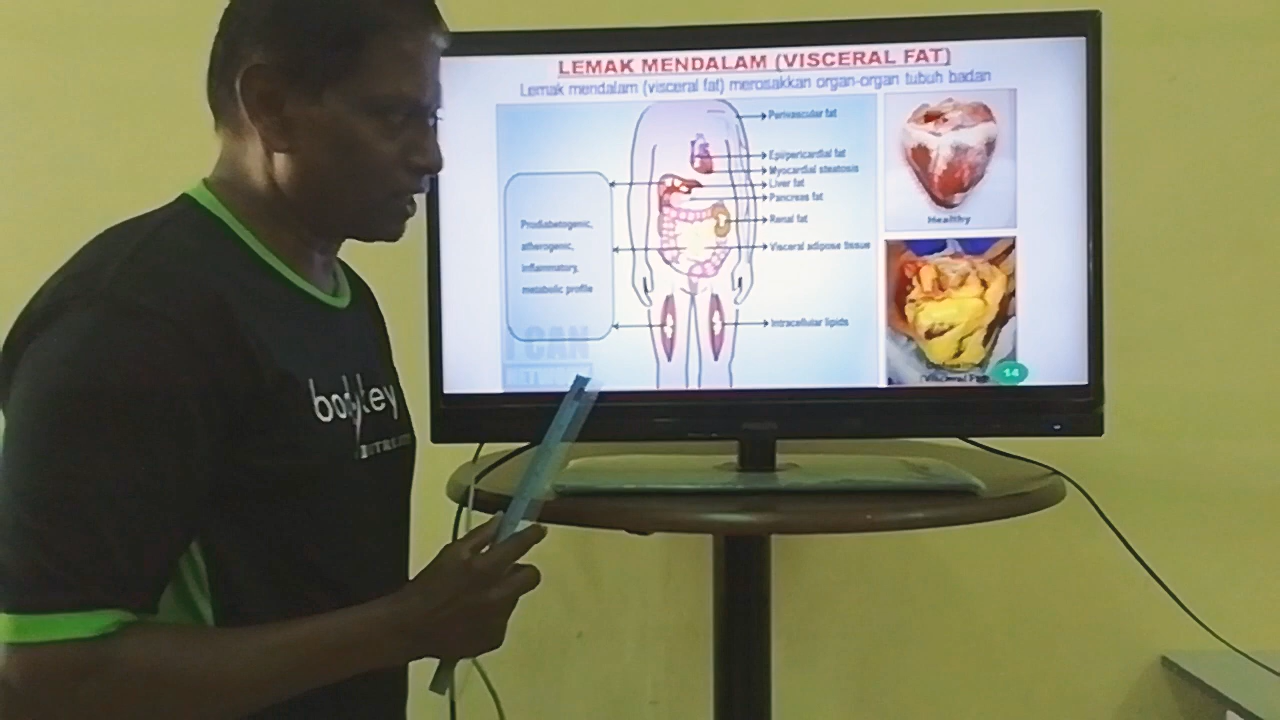 LEMAK MENDALAM (VISCERAL FAT)
Lemak mendalam (visceral fat) merosakkan organ-organ tubuh badan
Perivascular fat
Epipericardial fat
Myocardial steatosis
Liver fat
Pancreas fat
Renal fat
Visceral adipose tissue
Intracellular lipids
Prodiabetogenic,
atherogenic,
inflammatory,
metabolic profile
I CAN
Healthy
Visceral Fat
14
bodykey